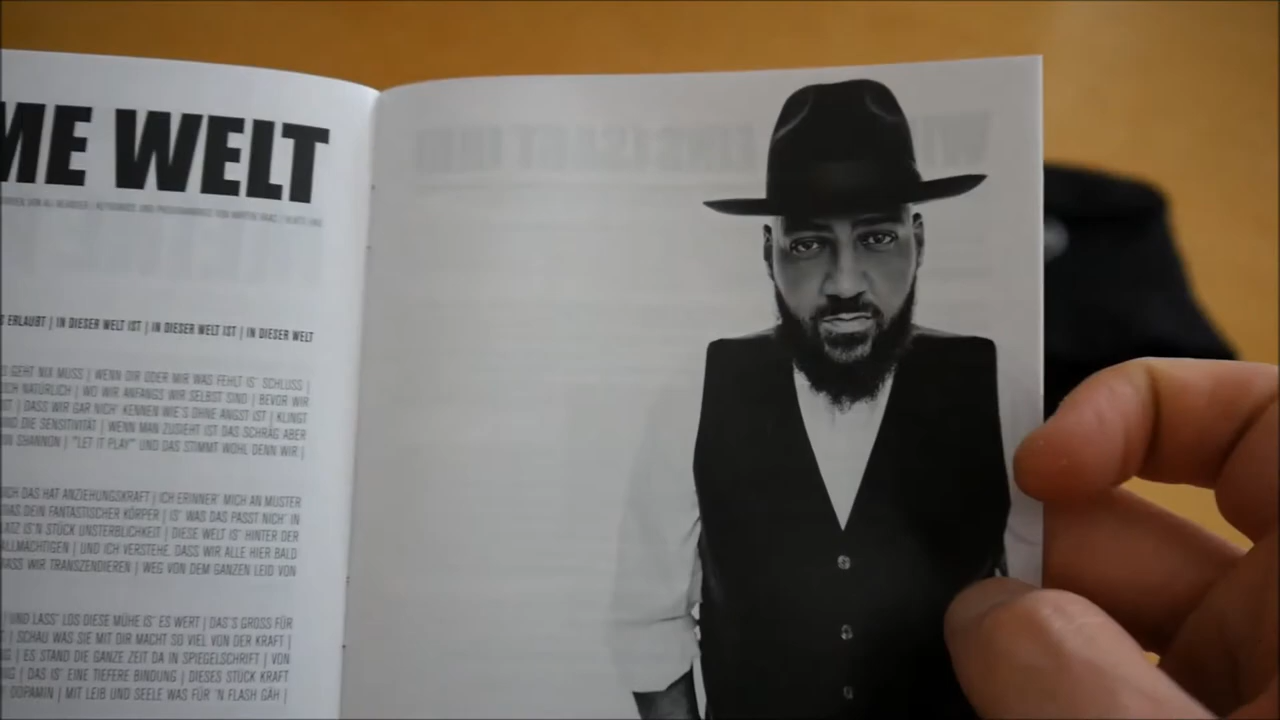 ME WELT
ERLAUBT | IN DIESER WELT IST | IN DIESER WELT IST | IN DIESER WELT
GEHT NIX MUSS | WENN DIR ODER MIR WAS FEHLT IS' SCHLUSS |
NATÜRLICH | WO WIR ANFANGS WIR SELBST SIND | BEVOR WIR
| DASS WIR GAR NICH' KENNEN WIE'S OHNE ANGST IST | KLINGT
DIE SENSITIVITÄT | WENN MAN ZUSIEHT IST DAS SCHRÄG ABER
SHANNON | "LET IT PLAY" UND DAS STIMMT WOHL DENN WIR |
DAS HAT ANZIEHUNGSKRAFT | ICH ERINNER' MICH AN MUSTER
DAS DEIN FANTASTISCHER KÖRPER | IS' WAS DAS PASST NICH' IN
IS'N STÜCK UNSTERBLICHKEIT | DIESE WELT IS' HINTER DER
ALLMÄCHTIGEN | UND ICH VERSTEHE, DASS WIR ALLE HIER BALD
DASS WIR TRANSZENDIEREN | WEG VON DEM GANZEN LEID VON
| UND LASS' LOS DIESE MÜHE IS' ES WERT | DAS'S GROSS FÜR
| SCHAU WAS SIE MIT DIR MACHT SO VIEL VON DER KRAFT |
| ES STAND DIE GANZE ZEIT DA IN SPIEGELSCHRIFT | VON
| DAS IS' EINE TIEFERE BINDUNG | DIESES STÜCK KRAFT
DOPAMIN | MIT LEIB UND SEELE WAS FÜR 'N FLASH GÄH |